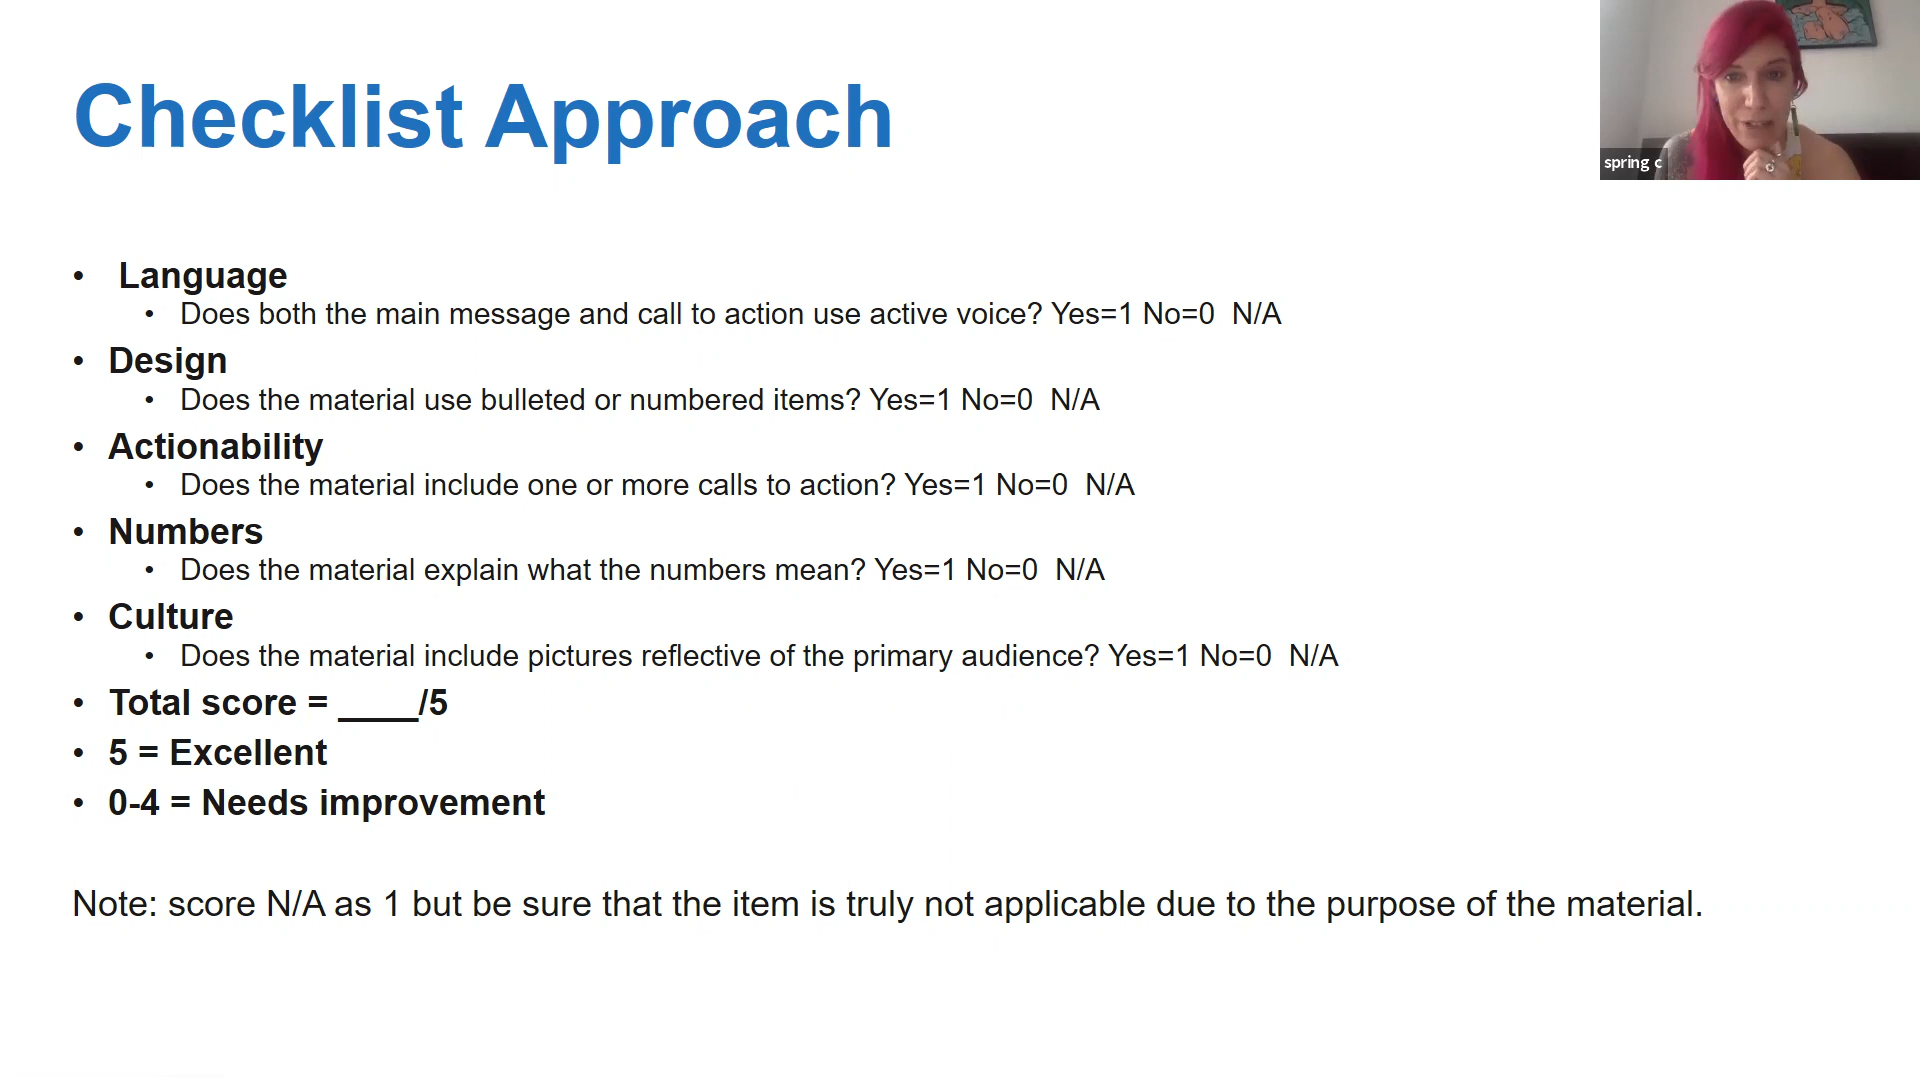 Checklist Approach
spring c
• Language
• Does both the main message and call to action use active voice? Yes=1 No=0  N/A
• Design
• Does the material use bulleted or numbered items? Yes=1 No=0  N/A
• Actionability
• Does the material include one or more calls to action? Yes=1 No=0  N/A
• Numbers
• Does the material explain what the numbers mean? Yes=1 No=0  N/A
• Culture
• Does the material include pictures reflective of the primary audience? Yes=1 No=0  N/A
• Total score = ____/5
• 5 = Excellent
• 0-4 = Needs improvement
Note: score N/A as 1 but be sure that the item is truly not applicable due to the purpose of the material.